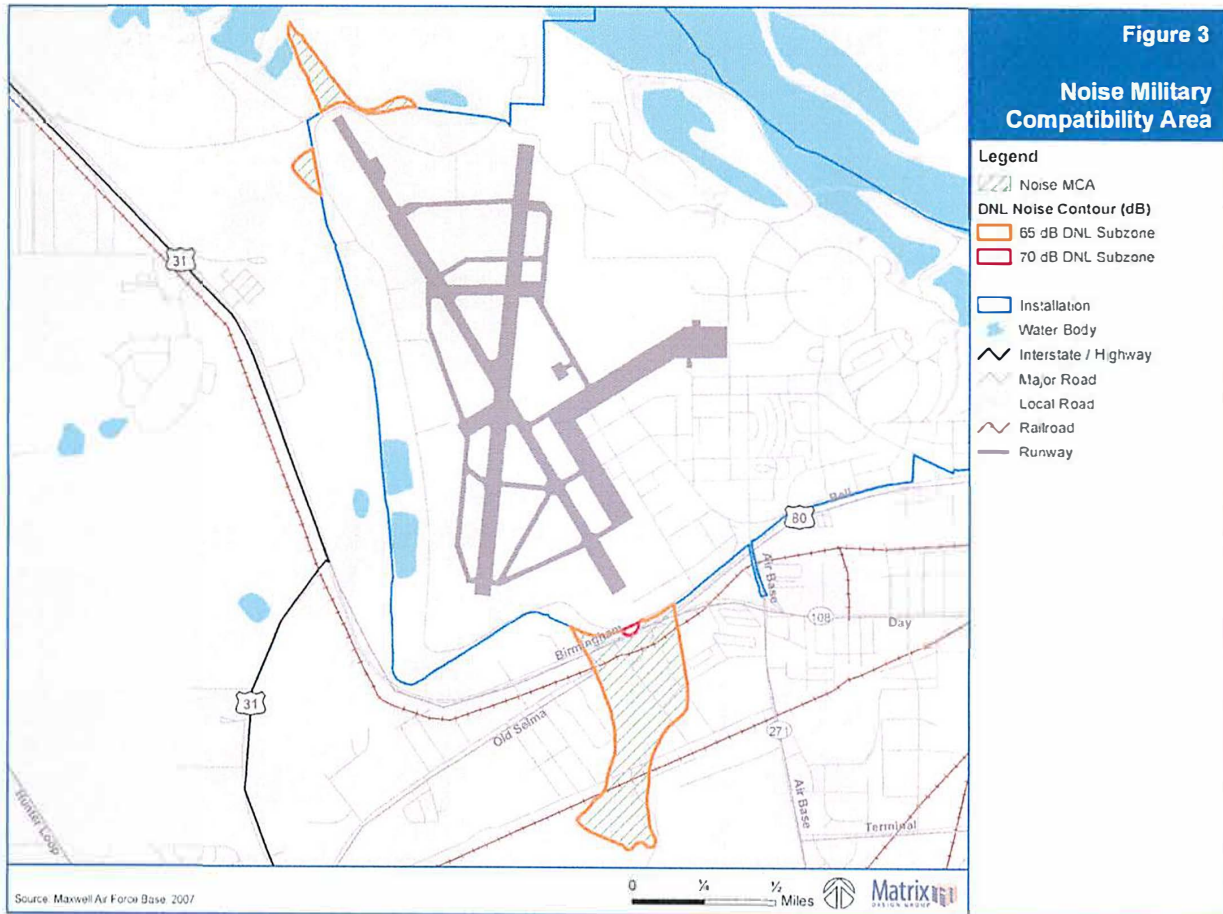 Figure 3
Noise Military
Compatibility Area
Legend
Noise MCA
DNL Noise Contour (dB)
65 dB DNL Subzone
70 dB DNL Subzone
Installation
Water Body
Interstate / Highway
Major Road
Local Road
Railroad
Runway
31
Bell
80
Air Base
108
Day
Birmingham
31
Old Selma
271
Air Base
Hunter Loop
Terminal
Source: Maxwell Air Force Base, 2007
0 ¼ ½
Miles
Matrix
DESIGN GROUP